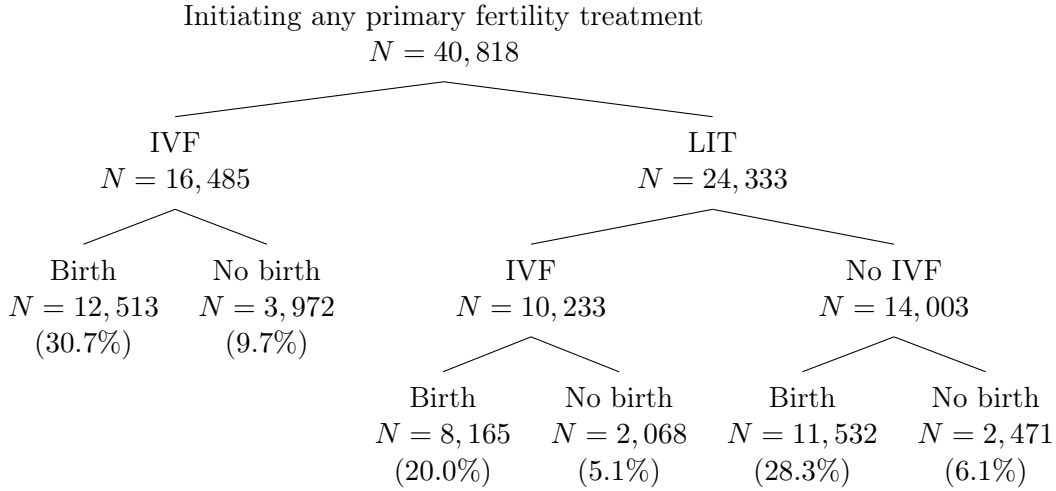 Initiating any primary fertility treatment
N = 40, 818
IVF
N = 16, 485
LIT
N = 24, 333
Birth
N = 12, 513
(30.7%)
No birth
N = 3, 972
(9.7%)
IVF
N = 10, 233
No IVF
N = 14, 003
Birth
N = 8, 165
(20.0%)
No birth
N = 2, 068
(5.1%)
Birth
N = 11, 532
(28.3%)
No birth
N = 2, 471
(6.1%)